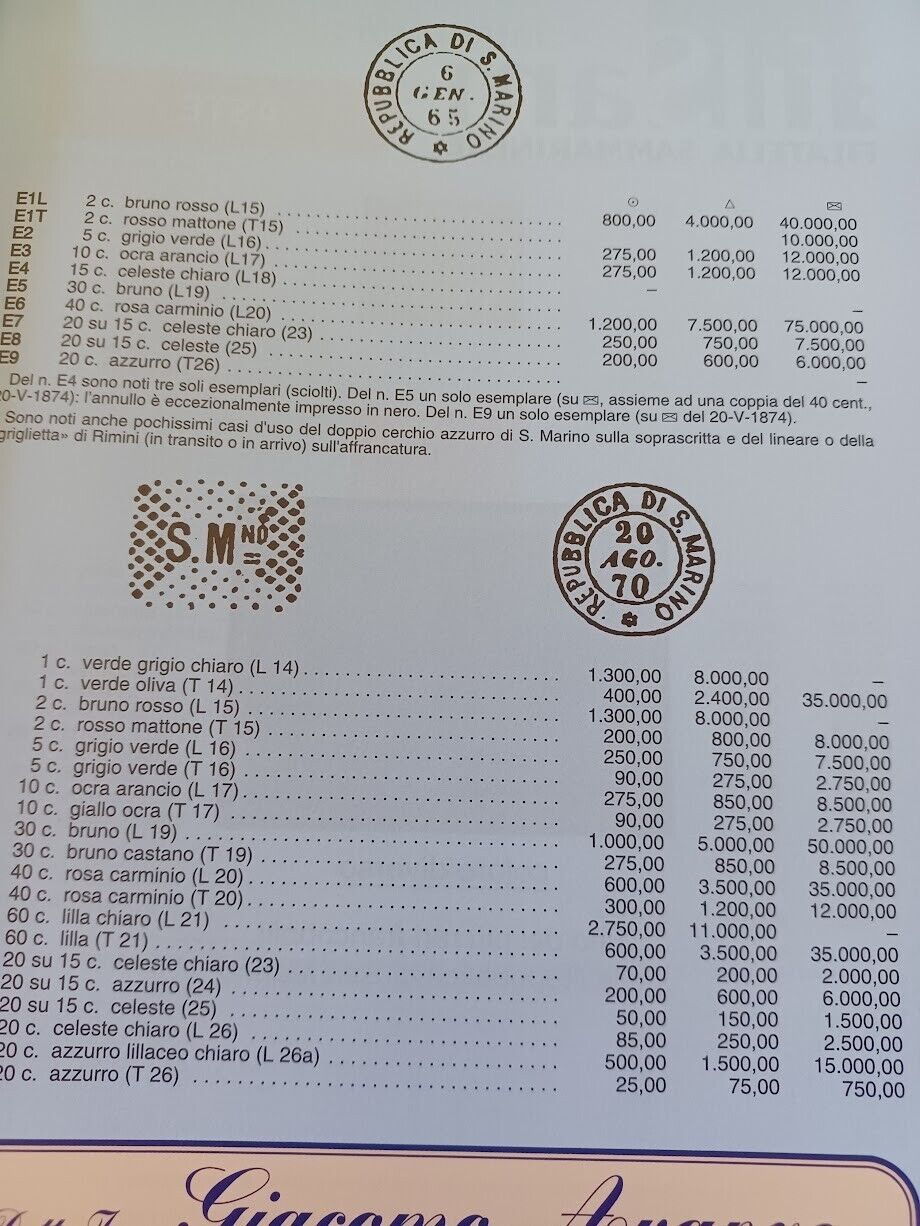 REPUBBLICA DI S. MARINO
6
GEN.
65
⊙ △ ✉
E1L 2 c. bruno rosso (L15) ........ 800,00 4.000,00 40.000,00
E1T 2 c. rosso mattone (T15) ........ 10.000,00
E2 5 c. grigio verde (L16) ........ 275,00 1.200,00 12.000,00
E3 10 c. ocra arancio (L17) ........ 275,00 1.200,00 12.000,00
E4 15 c. celeste chiaro (L18) ........ –
E5 30 c. bruno (L19) ........ –
E6 40 c. rosa carminio (L20) ........ 1.200,00 7.500,00 75.000,00
E7 20 su 15 c. celeste chiaro (23) ........ 250,00 750,00 7.500,00
E8 20 su 15 c. celeste (25) ........ 200,00 600,00 6.000,00
E9 20 c. azzurro (T26) ........ –
Del n. E4 sono noti tre soli esemplari (sciolti). Del n. E5 un solo esemplare (su ✉, assieme ad una coppia del 40 cent.,
20-V-1874): l'annullo è eccezionalmente impresso in nero. Del n. E9 un solo esemplare (su ✉ del 20-V-1874).
Sono noti anche pochissimi casi d'uso del doppio cerchio azzurro di S. Marino sulla soprascritta e del lineare o della
griglietta» di Rimini (in transito o in arrivo) sull'affrancatura.
S. M ND
REPUBBLICA DI S. MARINO
20
AGO.
70
1 c. verde grigio chiaro (L 14) ........ 1.300,00 8.000,00 –
1 c. verde oliva (T 14) ........ 400,00 2.400,00 35.000,00
2 c. bruno rosso (L 15) ........ 1.300,00 8.000,00 –
2 c. rosso mattone (T 15) ........ 200,00 800,00 8.000,00
5 c. grigio verde (L 16) ........ 250,00 750,00 7.500,00
5 c. grigio verde (T 16) ........ 90,00 275,00 2.750,00
10 c. ocra arancio (L 17) ........ 275,00 850,00 8.500,00
10 c. giallo ocra (T 17) ........ 90,00 275,00 2.750,00
30 c. bruno (L 19) ........ 1.000,00 5.000,00 50.000,00
30 c. bruno castano (T 19) ........ 275,00 850,00 8.500,00
40 c. rosa carminio (L 20) ........ 600,00 3.500,00 35.000,00
40 c. rosa carminio (T 20) ........ 300,00 1.200,00 12.000,00
60 c. lilla chiaro (L 21) ........ 2.750,00 11.000,00 –
60 c. lilla (T 21) ........ 600,00 3.500,00 35.000,00
20 su 15 c. celeste chiaro (23) ........ 70,00 200,00 2.000,00
20 su 15 c. azzurro (24) ........ 200,00 600,00 6.000,00
20 su 15 c. celeste (25) ........ 50,00 150,00 1.500,00
20 c. celeste chiaro (L 26) ........ 85,00 250,00 2.500,00
20 c. azzurro lillaceo chiaro (L 26a) ........ 500,00 1.500,00 15.000,00
20 c. azzurro (T 26) ........ 25,00 75,00 750,00
Giacomo